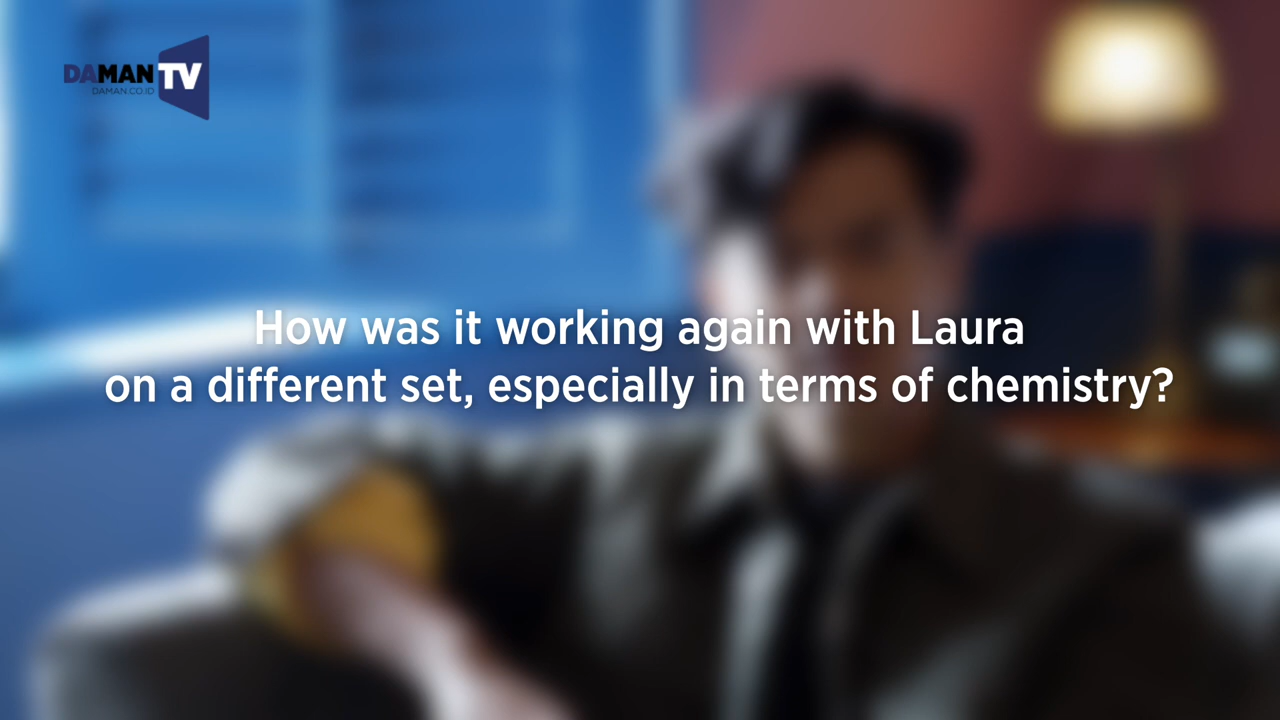 DAMAN TV
DAMAN.CO.ID
How was it working again with Laura
on a different set, especially in terms of chemistry?